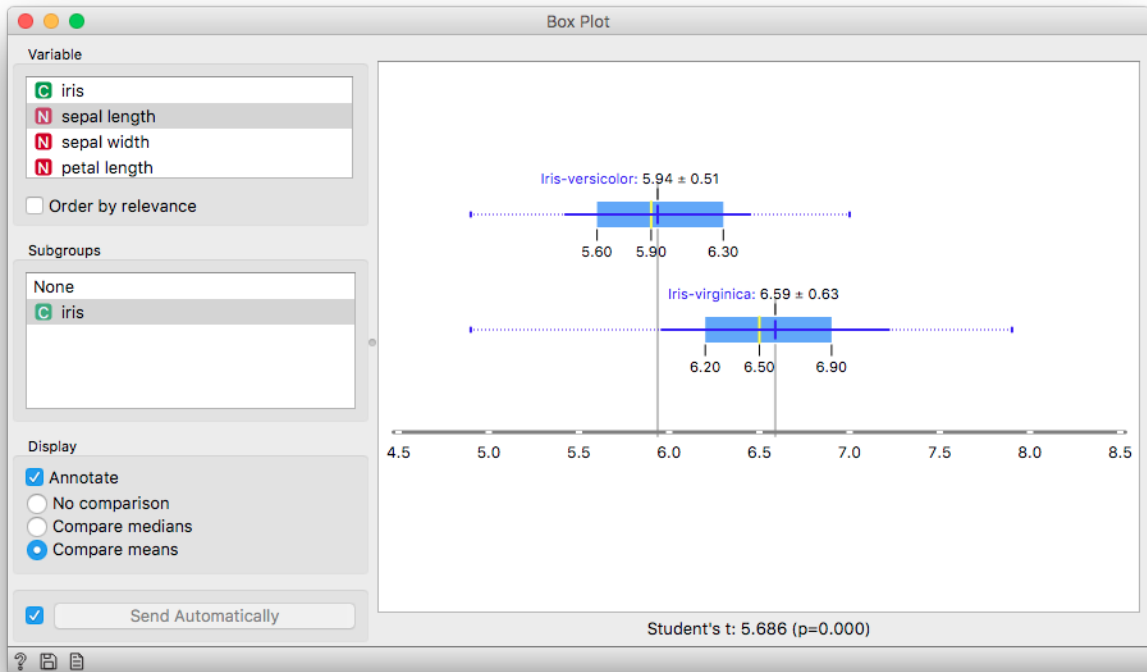 Box Plot
Variable
C iris
N sepal length
N sepal width
N petal length
Order by relevance
Subgroups
None
C iris
Display
Annotate
No comparison
Compare medians
Compare means
Send Automatically
?
Iris-versicolor: 5.94 ± 0.51
5.60 5.90 6.30
Iris-virginica: 6.59 ± 0.63
6.20 6.50 6.90
4.5 5.0 5.5 6.0 6.5 7.0 7.5 8.0 8.5
Student's t: 5.686 (p=0.000)